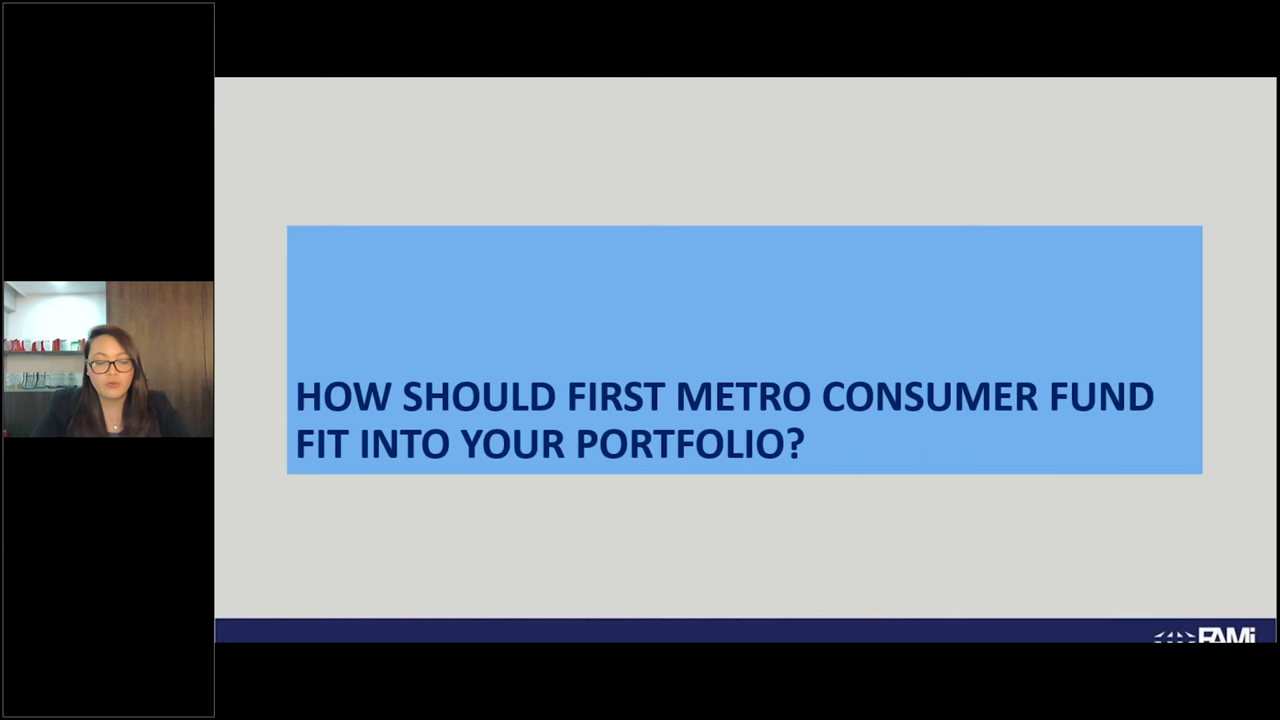 HOW SHOULD FIRST METRO CONSUMER FUND
FIT INTO YOUR PORTFOLIO?
FAMi